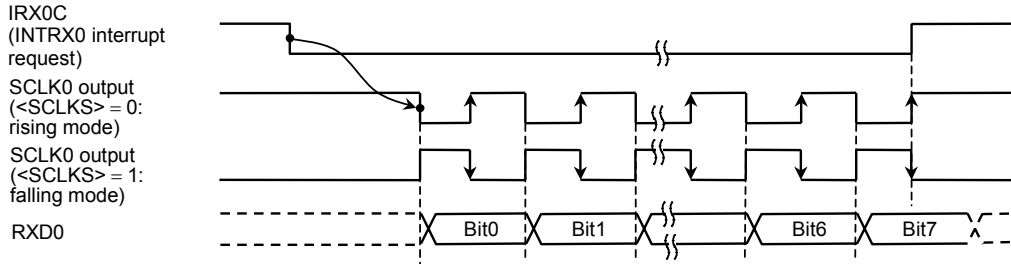 IRX0C
(INTRX0 interrupt
request)
SCLK0 output
(<SCLKS> = 0:
rising mode)
SCLK0 output
(<SCLKS> = 1:
falling mode)
RXD0
Bit0
Bit1
Bit6
Bit7